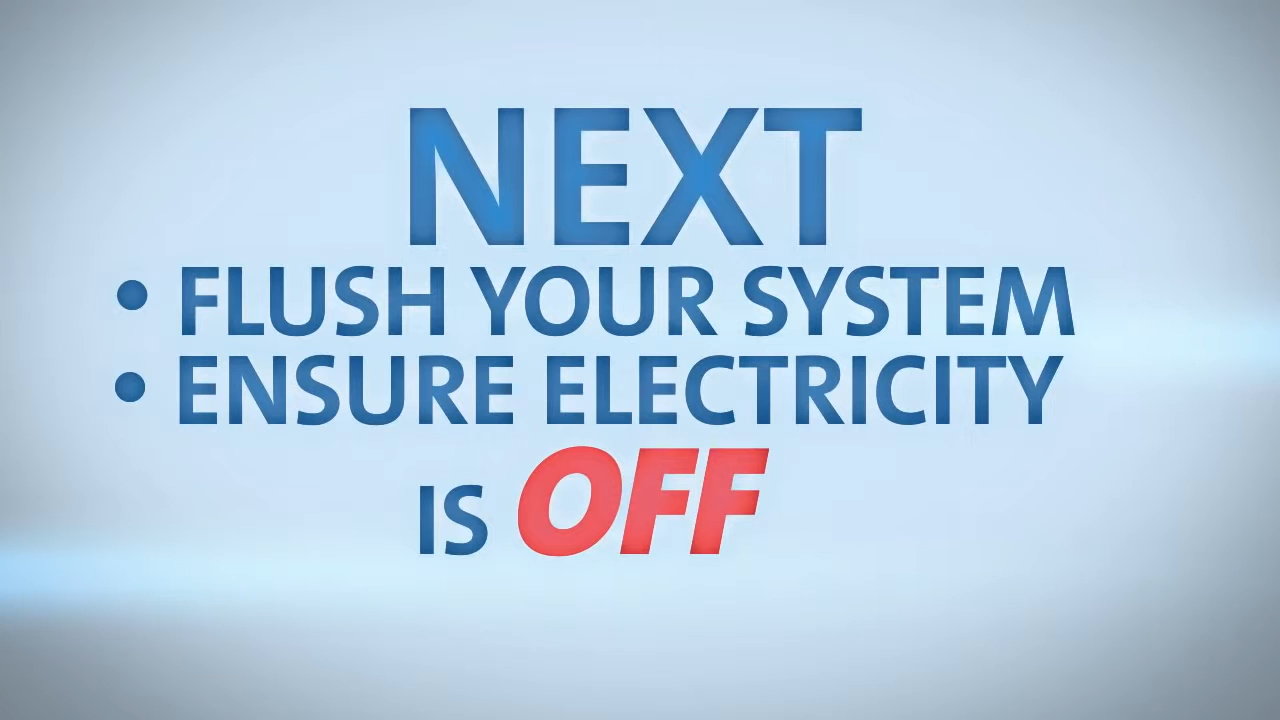 NEXT
• FLUSH YOUR SYSTEM
• ENSURE ELECTRICITY
IS OFF